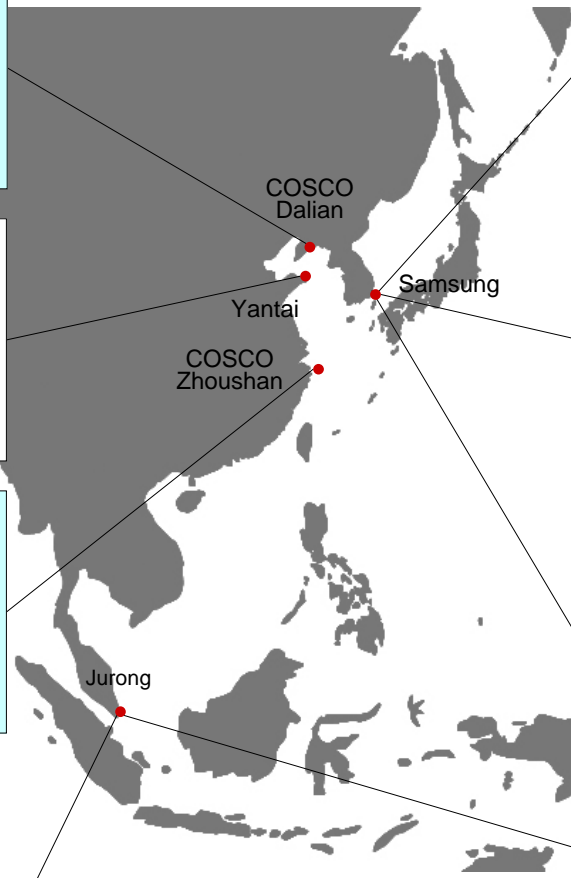 COSCO
Dalian
Samsung
Yantai
COSCO
Zhoushan
Jurong